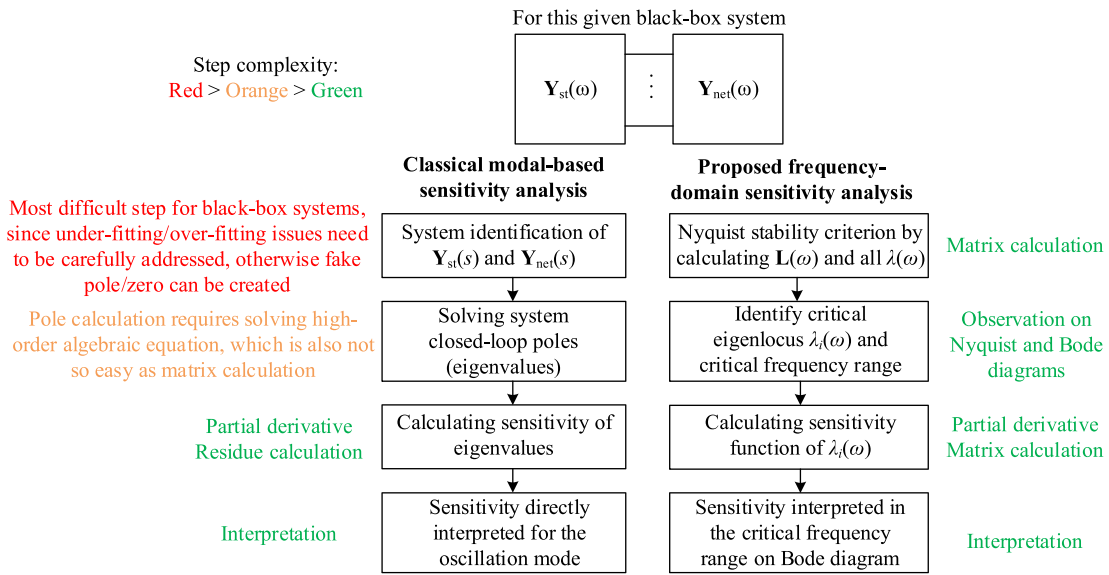 For this given black-box system
Step complexity:
Red > Orange > Green
Yst(ω)
⋮
Ynet(ω)
Classical modal-based
sensitivity analysis
Proposed frequency-
domain sensitivity analysis
Most difficult step for black-box systems,
since under-fitting/over-fitting issues need
to be carefully addressed, otherwise fake
pole/zero can be created
System identification of
Yst(s) and Ynet(s)
Nyquist stability criterion by
calculating L(ω) and all λ(ω)
Matrix calculation
Pole calculation requires solving high-
order algebraic equation, which is also not
so easy as matrix calculation
Solving system
closed-loop poles
(eigenvalues)
Identify critical
eigenlocus λi(ω) and
critical frequency range
Observation on
Nyquist and Bode
diagrams
Partial derivative
Residue calculation
Calculating sensitivity of
eigenvalues
Calculating sensitivity
function of λi(ω)
Partial derivative
Matrix calculation
Interpretation
Sensitivity directly
interpreted for the
oscillation mode
Sensitivity interpreted in
the critical frequency
range on Bode diagram
Interpretation